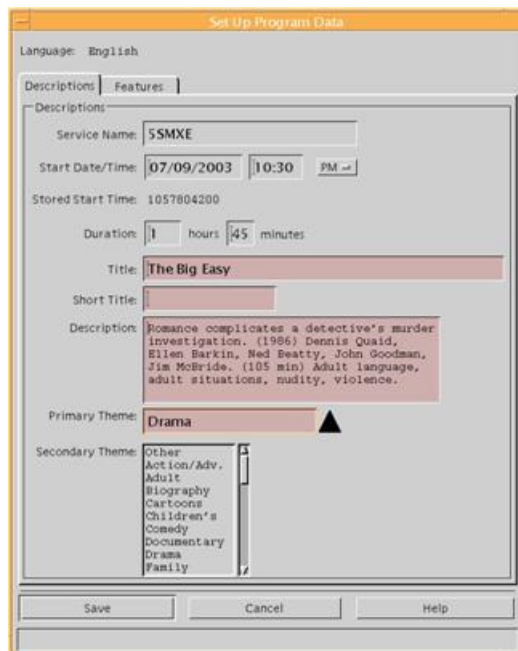 Set Up Program Data
Language: English
Descriptions Features
Descriptions
Service Name: 5SMXE
Start Date/Time: 07/09/2003 10:30 PM
Stored Start Time: 1057804200
Duration: 1 hours 45 minutes
Title: The Big Easy
Short Title:
Description: Romance complicates a detective's murder
investigation. (1986) Dennis Quaid,
Ellen Barkin, Ned Beatty, John Goodman,
Jim McBride. (105 min) Adult language,
adult situations, nudity, violence.
Primary Theme: Drama
Secondary Theme: Other
Action/Adv.
Adult
Biography
Cartoons
Children's
Comedy
Documentary
Drama
Family
Save Cancel Help